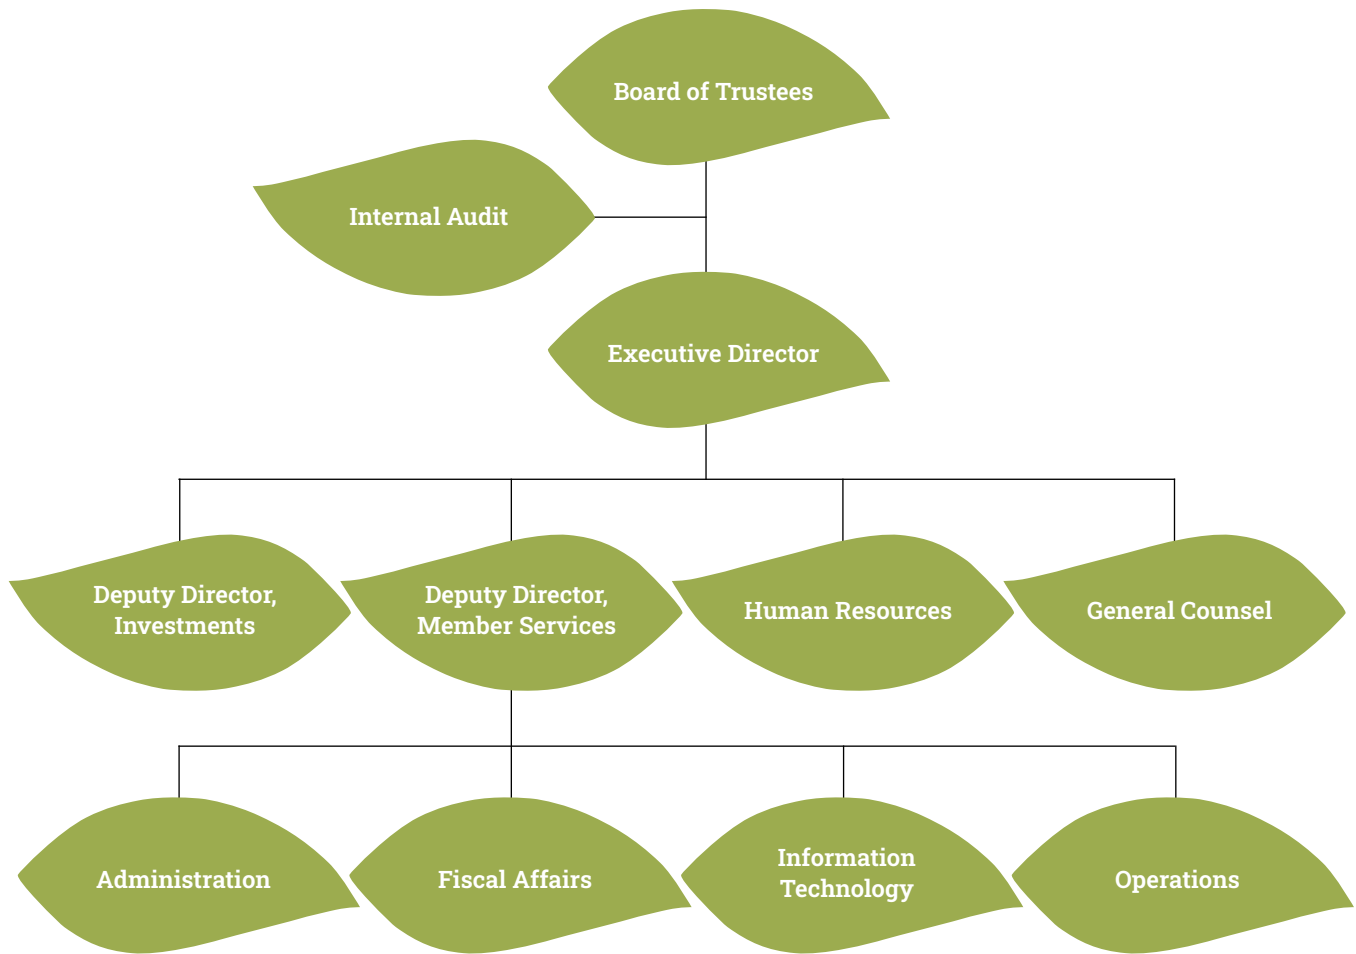 Board of Trustees
Internal Audit
Executive Director
Deputy Director,
Investments
Deputy Director,
Member Services
Human Resources
General Counsel
Administration
Fiscal Affairs
Information
Technology
Operations